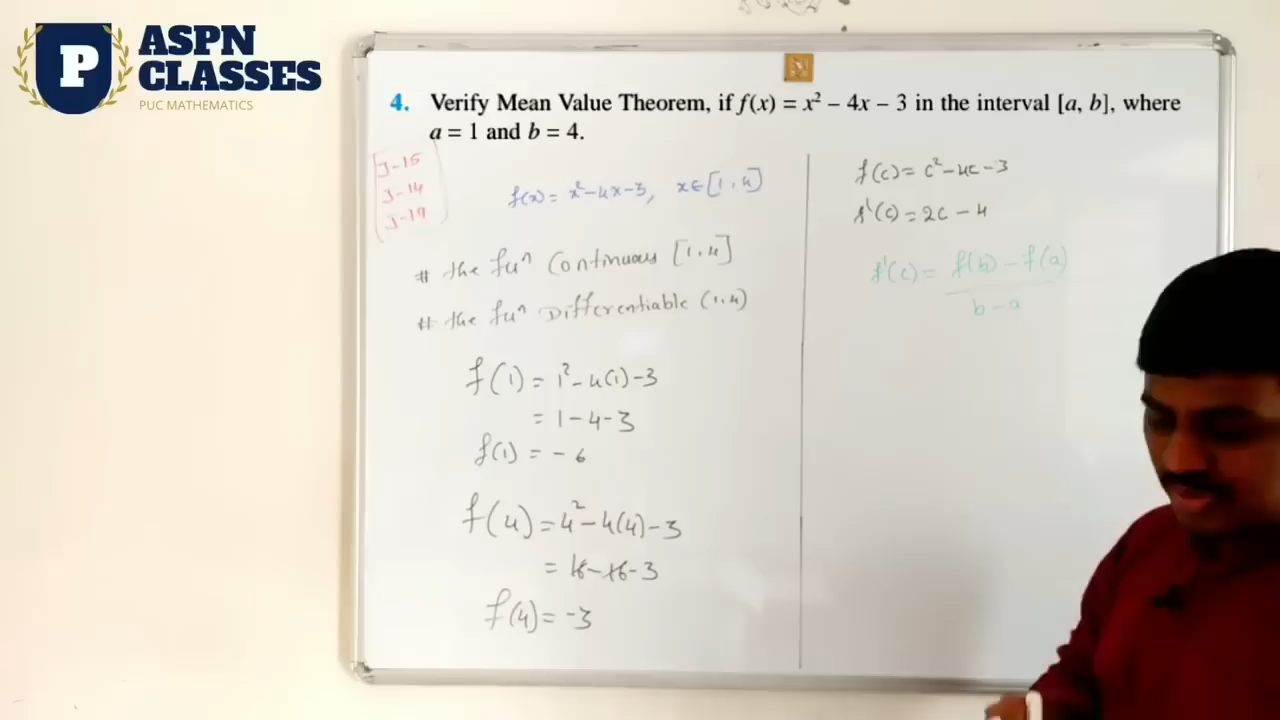 P
ASPN
CLASSES
PUC MATHEMATICS
4. Verify Mean Value Theorem, if f(x) = x² – 4x – 3 in the interval [a, b], where
a = 1 and b = 4.
J-15
J-14
J-19
f(x) = x²-4x-3, x∈[1,4]
# the fuⁿ Continuous [1,4]
# the fuⁿ Differentiable (1,4)
f(1) = 1²-4(1)-3
= 1-4-3
f(1) = -6
f(4) = 4²-4(4)-3
= 16-16-3
f(4) = -3
f(c) = c²-4c-3
f'(c) = 2c-4
f'(c) = f(b)-f(a)
b-a